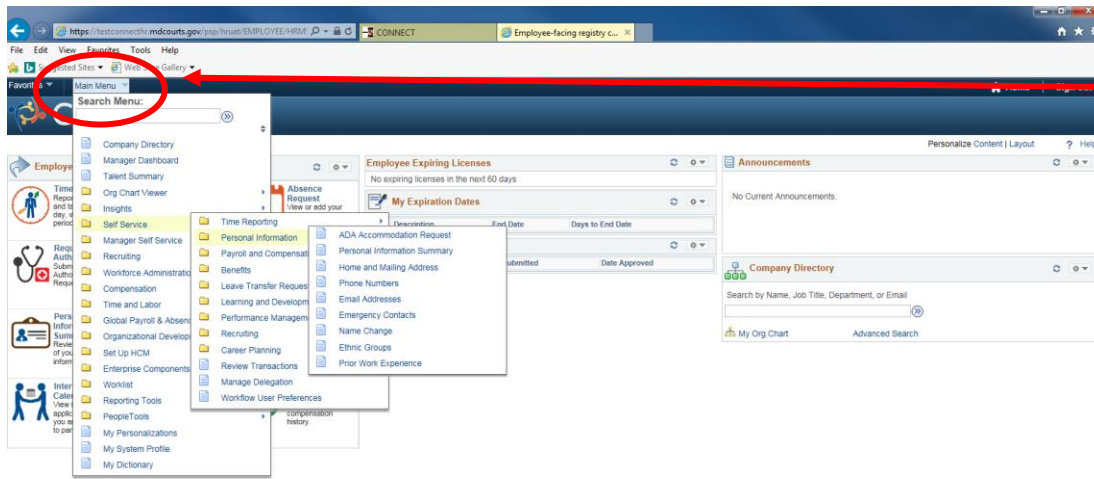 https://testconnecthr.mdcourts.gov/psp/hruat/EMPLOYEE/HRM
CONNECT
Employee-facing registry c...
File Edit View Favorites Tools Help
Sites
Gallery
Main Menu
Search Menu:
Company Directory
Manager Dashboard
Talent Summary
Org Chart Viewer
Insights
Self Service
Manager Self Service
Recruiting
Workforce Administratio
Compensation
Time and Labor
Global Payroll & Absenc
Organizational Develop
Set Up HCM
Enterprise Components
Worklist
Reporting Tools
PeopleTools
My Personalizations
My System Profile
My Dictionary
Time Reporting
Personal Information
Payroll and Compensati
Benefits
Leave Transfer Reques
Learning and Developm
Performance Managem
Recruiting
Career Planning
Review Transactions
Manage Delegation
Workflow User Preferences
ADA Accommodation Request
Personal Information Summary
Home and Mailing Address
Phone Numbers
Email Addresses
Emergency Contacts
Name Change
Ethnic Groups
Prior Work Experience
Personalize Content | Layout
? Help
Employe
Time
Absence
Request
View or add your
compensation
history.
Employee Expiring Licenses
No expiring licenses in the next 60 days
My Expiration Dates
Description End Date Days to End Date
Date Approved
Announcements
No Current Announcements.
Company Directory
Search by Name, Job Title, Department, or Email
My Org Chart Advanced Search